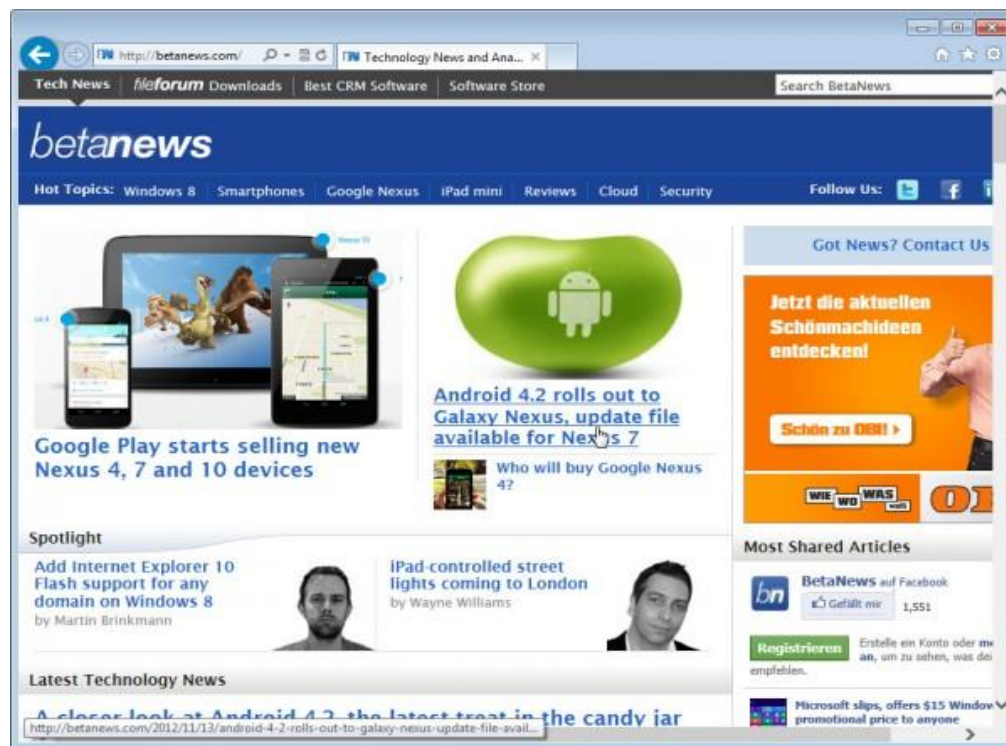 http://betanews.com/
Technology News and Ana...
Tech News
fileforum Downloads
Best CRM Software
Software Store
Search BetaNews
betanews
Hot Topics:
Windows 8
Smartphones
Google Nexus
iPad mini
Reviews
Cloud
Security
Follow Us:
Nexus 10
Got News? Contact Us
Jetzt die aktuellen
Schönmachideen
entdecken!
Schön zu OBI!
WIE WO WAS
weiß
Google Play starts selling new
Nexus 4, 7 and 10 devices
Android 4.2 rolls out to
Galaxy Nexus, update file
available for Nexus 7
Who will buy Google Nexus
4?
Spotlight
Add Internet Explorer 10
Flash support for any
domain on Windows 8
by Martin Brinkmann
iPad-controlled street
lights coming to London
by Wayne Williams
Most Shared Articles
bn
BetaNews auf Facebook
Gefällt mir
1,551
Registrieren
Erstelle ein Konto oder
an, um zu sehen, was
empfehlen.
Microsoft slips, offers $15 Window
promotional price to anyone
Latest Technology News
A closer look at Android 4.2, the latest treat in the candy jar
http://betanews.com/2012/11/13/android-4-2-rolls-out-to-galaxy-nexus-update-file-avail...